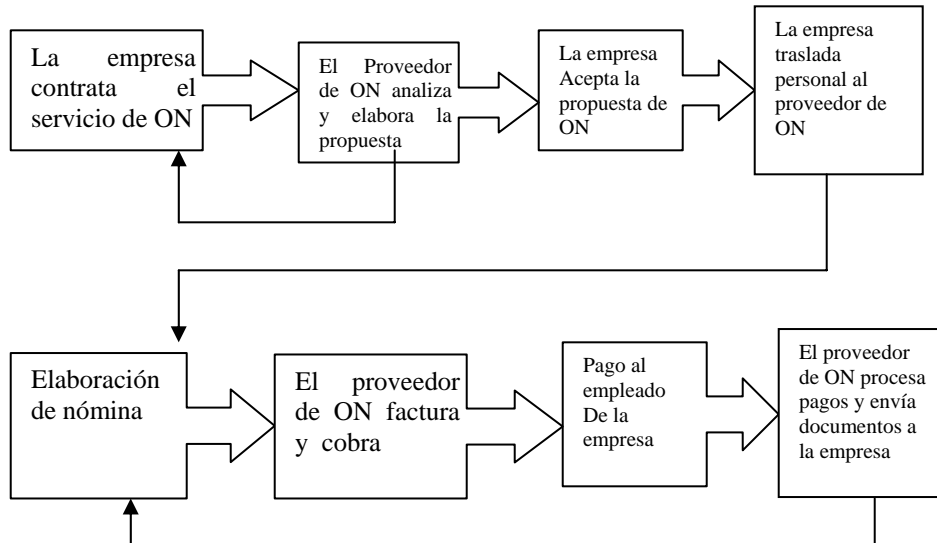 La empresa
contrata el
servicio de ON
El Proveedor
de ON analiza
y elabora la
propuesta
La empresa
Acepta la
propuesta de
ON
La empresa
traslada
personal al
proveedor de
ON
Elaboración
de nómina
El proveedor
de ON factura
y cobra
Pago al
empleado
De la
empresa
El proveedor
de ON procesa
pagos y envía
documentos a
la empresa